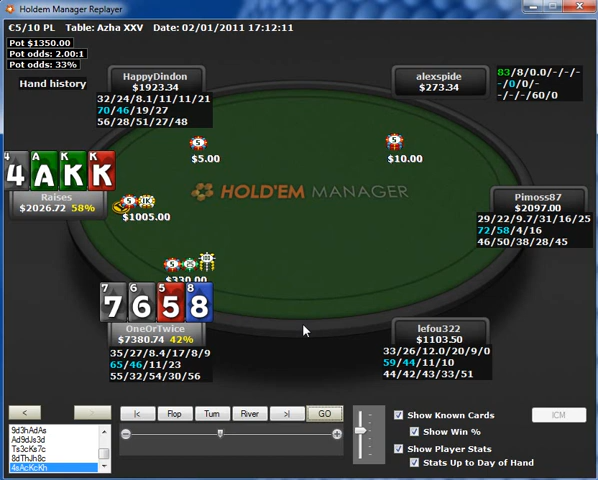 Holdem Manager Replayer
€5/10 PL Table: Azha XXV Date: 02/01/2011 17:12:11
Pot $1350.00
Pot odds: 2.00:1
Pot odds: 33%
Hand history
HappyDindon
$1923.34
32/24/8.1/11/11/21
70/46/19/27
56/28/51/27/48
alexspide
$273.34
83/8/0.0/-/-/-
-/0/0/-
-/-/-/60/0
$5.00
$10.00
4 A K K
Raises
$2026.72 58%
$1005.00
HOLD'EM MANAGER
Pimoss87
$2097.00
29/22/9.7/31/16/25
72/58/4/16
46/50/38/28/45
$330.00
7 6 5 8
OneOrTwice
$7380.74 42%
35/27/8.4/17/8/9
65/46/11/23
55/32/54/30/56
lefou322
$1103.50
33/26/12.0/20/9/0
59/44/11/10
44/42/43/33/51
< > |< Flop Turn River >| GO
Show Known Cards
Show Win %
Show Player Stats
Stats Up to Day of Hand
ICM
9d3hAdAs
Ad9dJs3d
Ts3cKs7c
8dThJh8c
4sAcKcKh